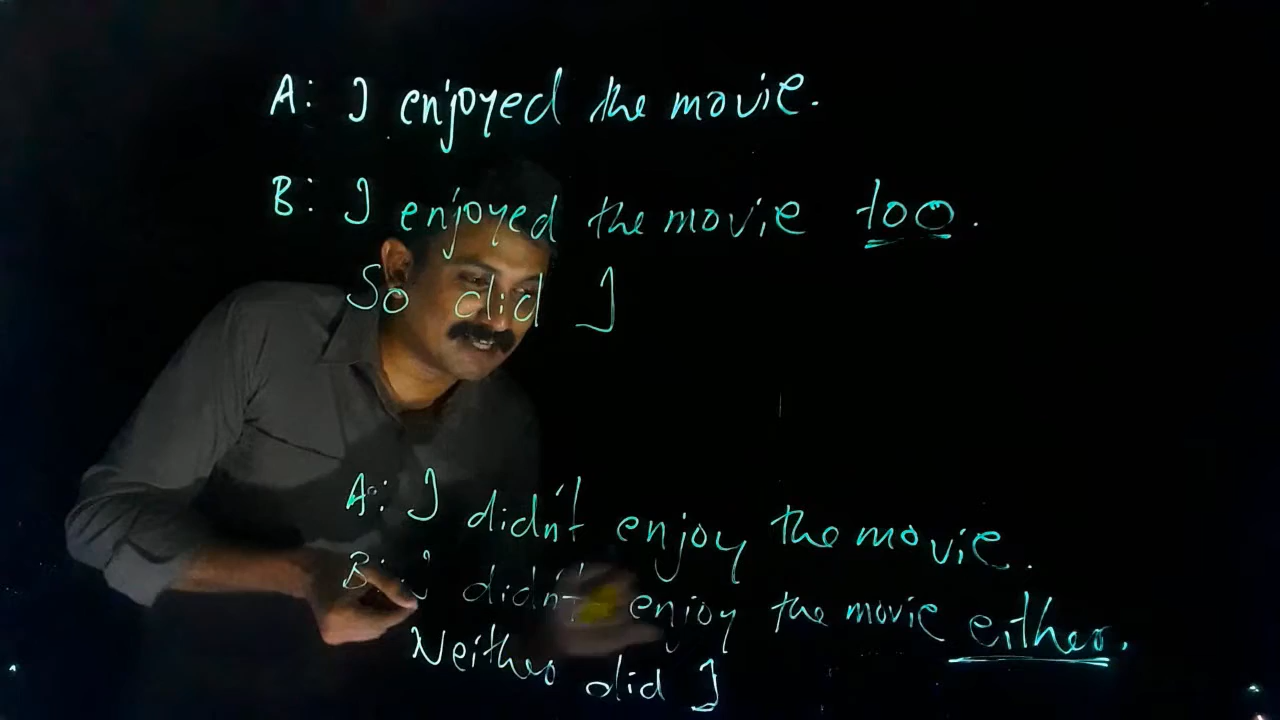 A: I enjoyed the movie.
B: I enjoyed the movie too.
So did I
A: I didn't enjoy the movie.
B: I didn't enjoy the movie either.
Neither did I